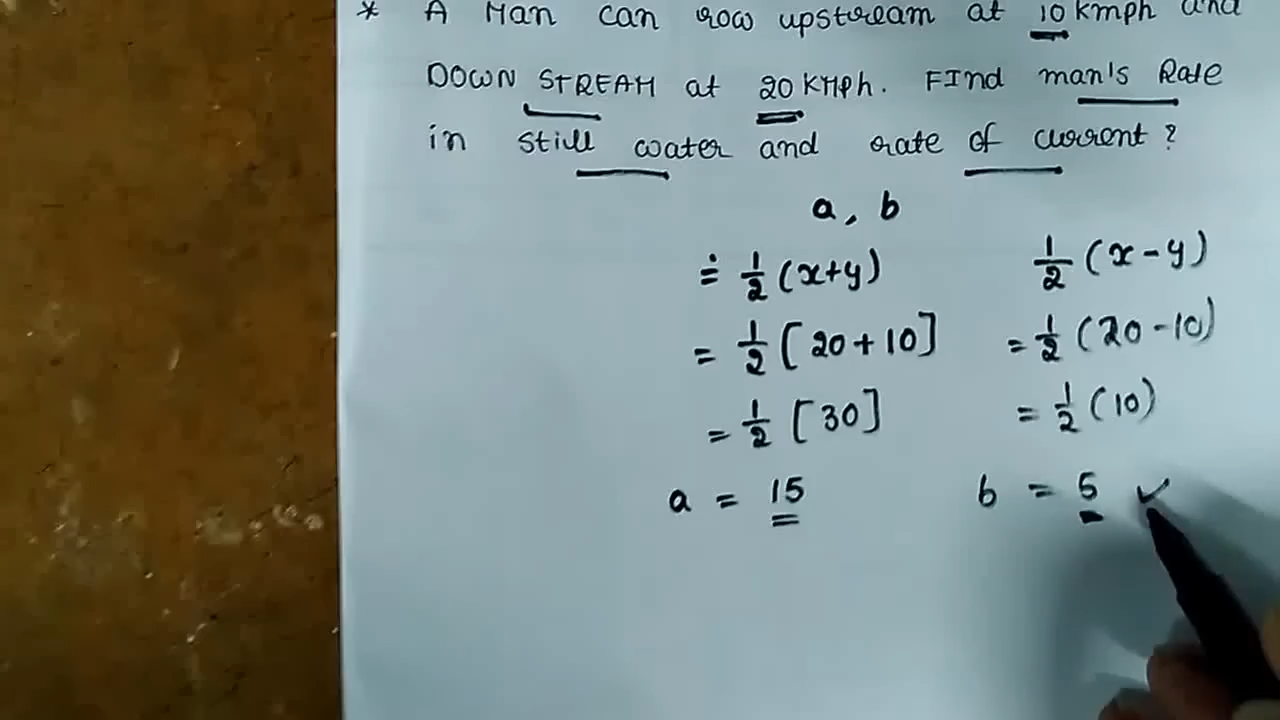 * A Man can row upstream at 10 kmph and
DOWN STREAM at 20 KMPh. FInd man's Rate
in still water and rate of current?
a, b
≐ 1/2 (x+y)
1/2 (x-y)
= 1/2 [20+10]
= 1/2 (20-10)
= 1/2 [30]
= 1/2 (10)
a = 15
b = 5 ✓